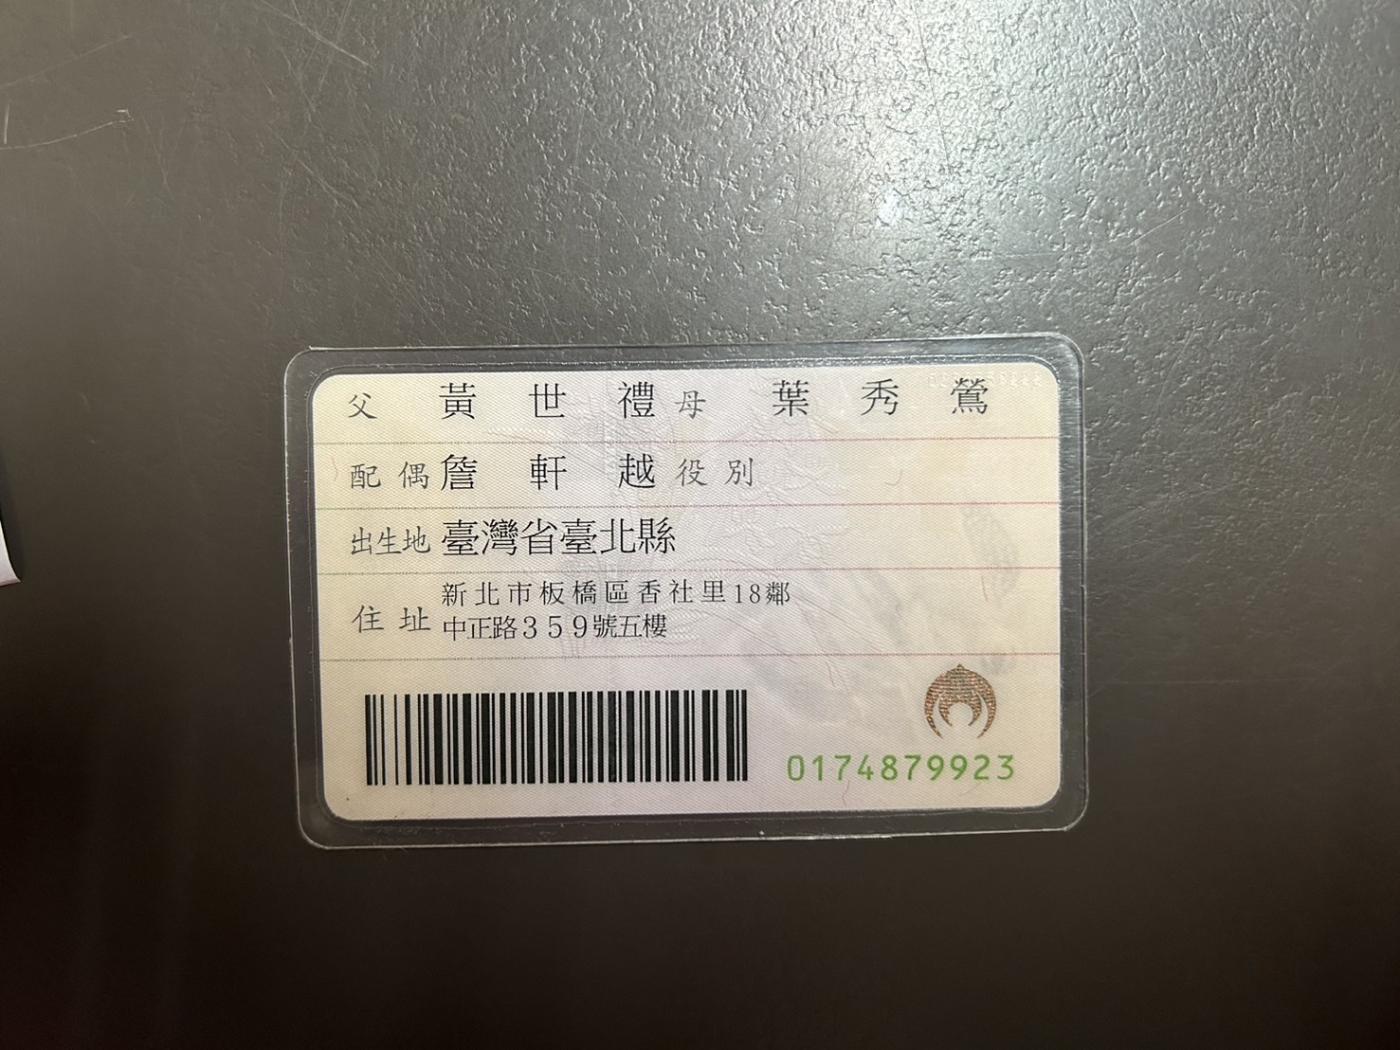 父 黃世禮 母 葉秀鶯
配偶 詹軒越 役別
出生地 臺灣省臺北縣
住址 新北市板橋區香社里18鄰
中正路359號五樓
0174879923